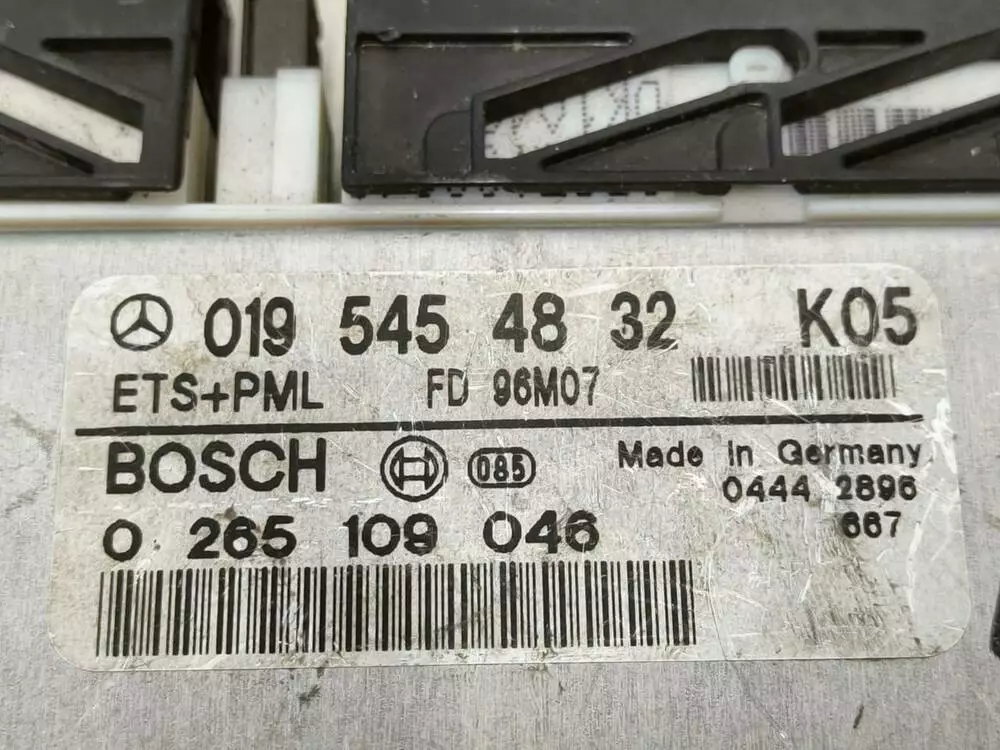 019 545 48 32 K05
ETS+PML FD 96M07
BOSCH 085 Made in Germany
0444 2896
0 265 109 046 667